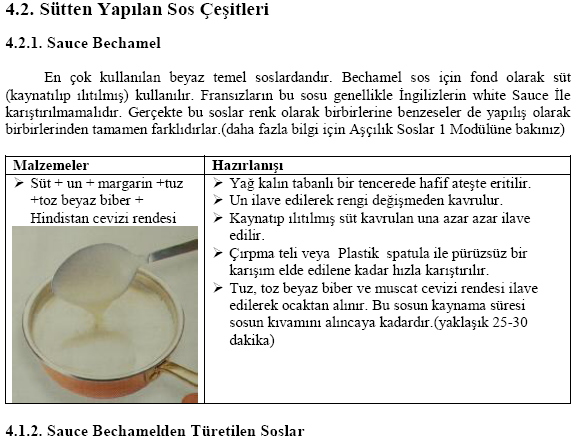 4.2. Sütten Yapılan Sos Çeşitleri
4.2.1. Sauce Bechamel
En çok kullanılan beyaz temel soslardandır. Bechamel sos için fond olarak süt
(kaynatılıp ılıtılmış) kullanılır. Fransızların bu sosu genellikle İngilizlerin white Sauce İle
karıştırılmamalıdır. Gerçekte bu soslar renk olarak birbirlerine benzeseler de yapılış olarak
birbirlerinden tamamen farklıdırlar.(daha fazla bilgi için Aşçılık Soslar 1 Modülüne bakınız)
Malzemeler
➢ Süt + un + margarin +tuz
+toz beyaz biber +
Hindistan cevizi rendesi
Hazırlanışı
➢ Yağ kalın tabanlı bir tencerede hafif ateşte eritilir.
➢ Un ilave edilerek rengi değişmeden kavrulur.
➢ Kaynatıp ılıtılmış süt kavrulan una azar azar ilave
edilir.
➢ Çırpma teli veya Plastik spatula ile pürüzsüz bir
karışım elde edilene kadar hızla karıştırılır.
➢ Tuz, toz beyaz biber ve muscat cevizi rendesi ilave
edilerek ocaktan alınır. Bu sosun kaynama süresi
sosun kıvamını alıncaya kadardır.(yaklaşık 25-30
dakika)
4.1.2. Sauce Bechamelden Türetilen Soslar